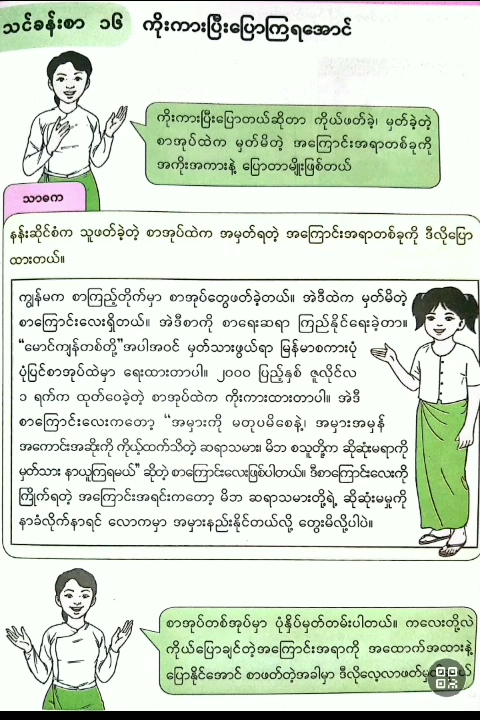 သင်ခန်းစာ ၁၆ ကိုးကားပြီးပြောကြရအောင်
ကိုးကားပြီးပြောတယ်ဆိုတာ ကိုယ်ဖတ်ခဲ့၊ မှတ်ခဲ့တဲ့
စာအုပ်ထဲက မှတ်မိတဲ့ အကြောင်းအရာတစ်ခုကို
အကိုးအကားနဲ့ ပြောတာမျိုးဖြစ်တယ်
သာဓက
နန်းဆိုင်စံက သူဖတ်ခဲ့တဲ့ စာအုပ်ထဲက အမှတ်ရတဲ့ အကြောင်းအရာတစ်ခုကို ဒီလိုပြော
ထားတယ်။
ကျွန်မက စာကြည့်တိုက်မှာ စာအုပ်တွေဖတ်ခဲ့တယ်။ အဲဒီထဲက မှတ်မိတဲ့
စာကြောင်းလေးရှိတယ်။ အဲဒီစာကို စာရေးဆရာ ကြည်နိုင်ရေးခဲ့တာ။
“မောင်ကျန်တစ်တို့”အပါအဝင် မှတ်သားဖွယ်ရာ မြန်မာစကားပုံ
ပုံပြင်စာအုပ်ထဲမှာ ရေးထားတာပါ။ ၂၀၀၀ ပြည့်နှစ် ဇူလိုင်လ
၁ ရက်က ထုတ်ဝေခဲ့တဲ့ စာအုပ်ထဲက ကိုးကားထားတာပါ။ အဲဒီ
စာကြောင်းလေးကတော့ “အမှားကို မတုပမိစေနဲ့၊ အမှားအမှန်
အကောင်းအဆိုးကို ကိုယ့်ထက်သိတဲ့ ဆရာသမား၊ မိဘ စသူတို့က ဆိုဆုံးမရာကို
မှတ်သား နာယူကြရမယ်” ဆိုတဲ့ စာကြောင်းလေးဖြစ်ပါတယ်။ ဒီစာကြောင်းလေးကို
ကြိုက်ရတဲ့ အကြောင်းအရင်းကတော့ မိဘ ဆရာသမားတို့ရဲ့ ဆိုဆုံးမမှုကို
နာခံလိုက်နာရင် လောကမှာ အမှားနည်းနိုင်တယ်လို့ တွေးမိလို့ပါပဲ။
စာအုပ်တစ်အုပ်မှာ ပုံနှိပ်မှတ်တမ်းပါတယ်။ ကလေးတို့လဲ
ကိုယ်ပြောချင်တဲ့အကြောင်းအရာကို အထောက်အထားနဲ့
ပြောနိုင်အောင် စာဖတ်တဲ့အခါမှာ ဒီလိုလေ့လာဖတ်